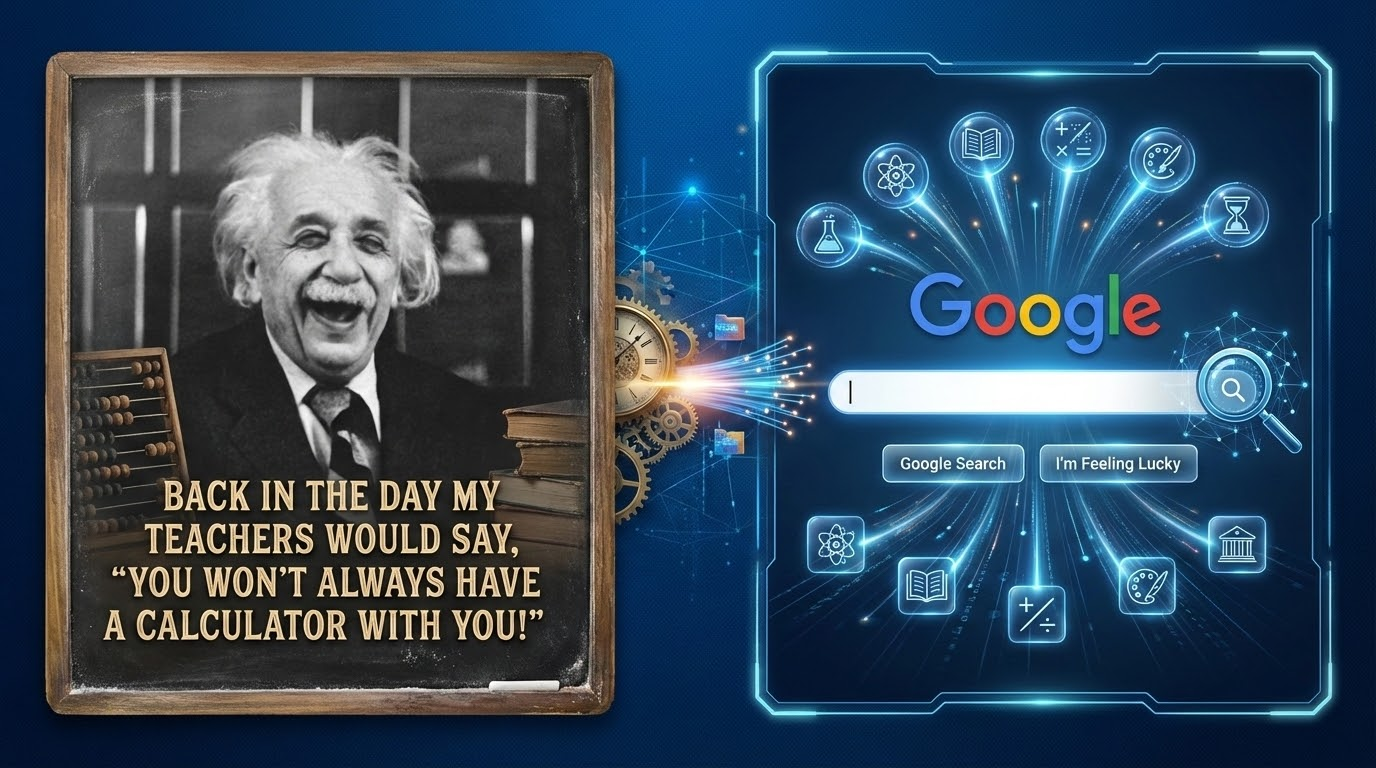 BACK IN THE DAY MY
TEACHERS WOULD SAY,
“YOU WON’T ALWAYS HAVE
A CALCULATOR WITH YOU!”
Google
Google Search
I'm Feeling Lucky